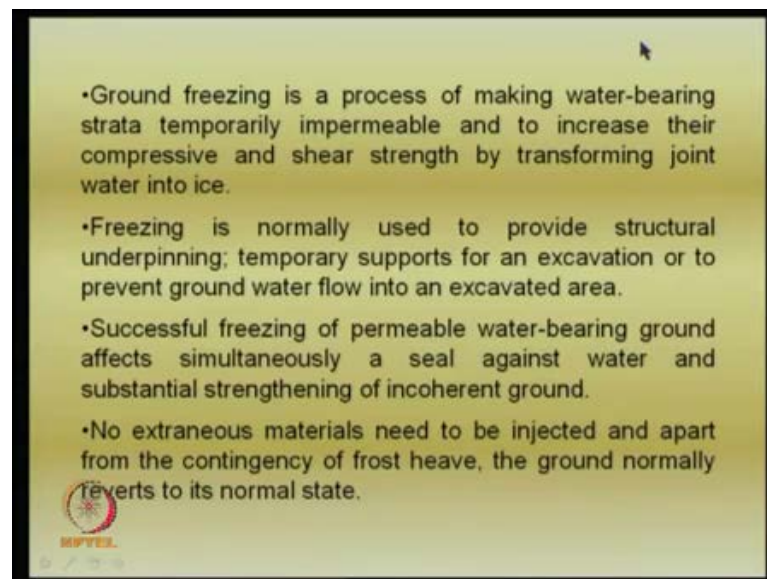 •Ground freezing is a process of making water-bearing
strata temporarily impermeable and to increase their
compressive and shear strength by transforming joint
water into ice.
•Freezing is normally used to provide structural
underpinning; temporary supports for an excavation or to
prevent ground water flow into an excavated area.
•Successful freezing of permeable water-bearing ground
affects simultaneously a seal against water and
substantial strengthening of incoherent ground.
•No extraneous materials need to be injected and apart
from the contingency of frost heave, the ground normally
reverts to its normal state.
NPTEL